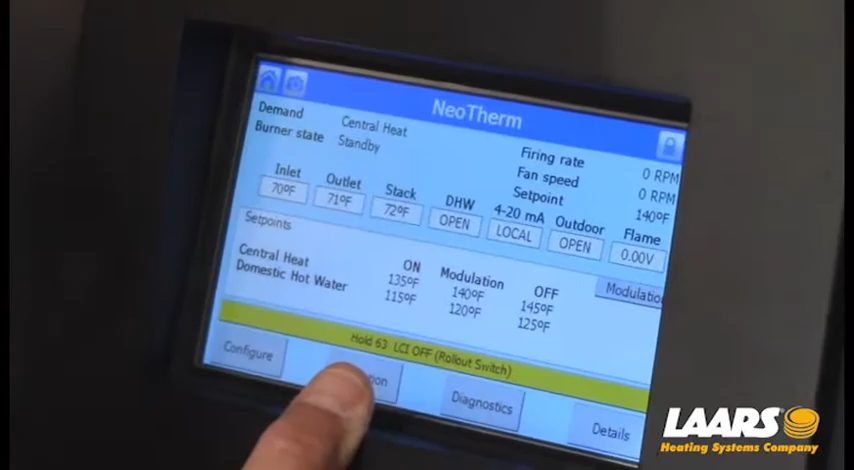 NeoTherm
Demand Central Heat
Burner state Standby
Firing rate 0 RPM
Fan speed 0 RPM
Setpoint 140ºF
Inlet Outlet Stack DHW 4-20 mA Outdoor Flame
70ºF 71ºF 72ºF OPEN LOCAL OPEN 0.00V
Setpoints
ON Modulation OFF
Central Heat 135ºF 140ºF 145ºF
Domestic Hot Water 115ºF 120ºF 125ºF
Modulation
Hold 63 LCI OFF (Rollout Switch)
Configure Diagnostics Details
LAARS
Heating Systems Company